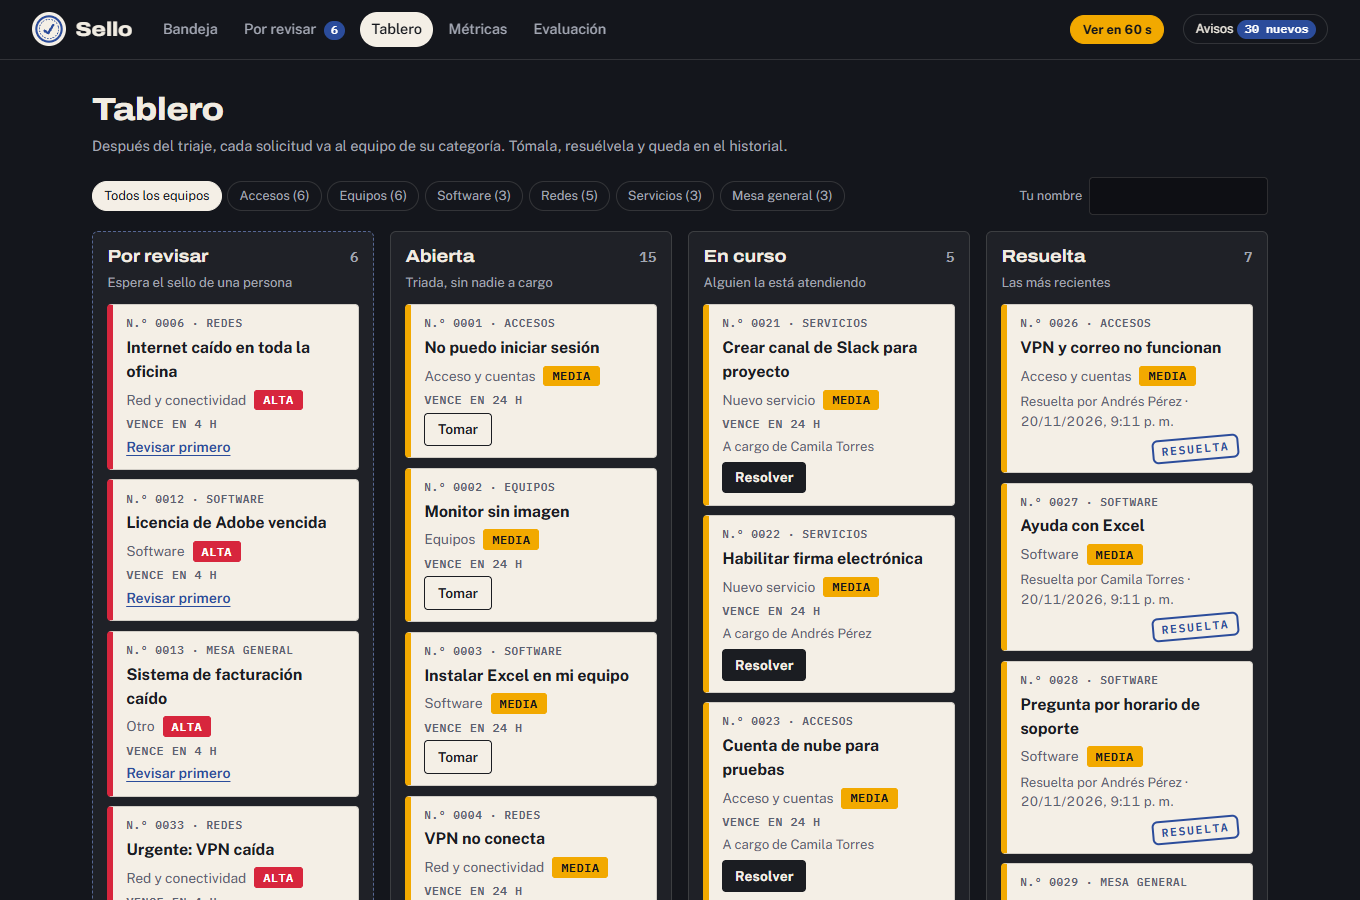 Sello
Bandeja
Por revisar 6
Tablero
Métricas
Evaluación
Ver en 60 s
Avisos 30 nuevos
Tablero
Después del triaje, cada solicitud va al equipo de su categoría. Tómala, resuélvela y queda en el historial.
Todos los equipos
Accesos (6)
Equipos (6)
Software (3)
Redes (5)
Servicios (3)
Mesa general (3)
Tu nombre
Por revisar 6
Espera el sello de una persona
N.º 0006 · REDES
Internet caído en toda la
oficina
Red y conectividad ALTA
VENCE EN 4 H
Revisar primero
N.º 0012 · SOFTWARE
Licencia de Adobe vencida
Software ALTA
VENCE EN 4 H
Revisar primero
N.º 0013 · MESA GENERAL
Sistema de facturación
caído
Otro ALTA
VENCE EN 4 H
Revisar primero
N.º 0033 · REDES
Urgente: VPN caída
Red y conectividad ALTA
Abierta 15
Triada, sin nadie a cargo
N.º 0001 · ACCESOS
No puedo iniciar sesión
Acceso y cuentas MEDIA
VENCE EN 24 H
Tomar
N.º 0002 · EQUIPOS
Monitor sin imagen
Equipos MEDIA
VENCE EN 24 H
Tomar
N.º 0003 · SOFTWARE
Instalar Excel en mi equipo
Software MEDIA
VENCE EN 24 H
Tomar
N.º 0004 · REDES
VPN no conecta
Red y conectividad MEDIA
VENCE EN 24 H
En curso 5
Alguien la está atendiendo
N.º 0021 · SERVICIOS
Crear canal de Slack para
proyecto
Nuevo servicio MEDIA
VENCE EN 24 H
A cargo de Camila Torres
Resolver
N.º 0022 · SERVICIOS
Habilitar firma electrónica
Nuevo servicio MEDIA
VENCE EN 24 H
A cargo de Andrés Pérez
Resolver
N.º 0023 · ACCESOS
Cuenta de nube para
pruebas
Acceso y cuentas MEDIA
VENCE EN 24 H
A cargo de Camila Torres
Resolver
Resuelta 7
Las más recientes
N.º 0026 · ACCESOS
VPN y correo no funcionan
Acceso y cuentas MEDIA
Resuelta por Andrés Pérez ·
20/11/2026, 9:11 p. m.
RESUELTA
N.º 0027 · SOFTWARE
Ayuda con Excel
Software MEDIA
Resuelta por Camila Torres ·
20/11/2026, 9:11 p. m.
RESUELTA
N.º 0028 · SOFTWARE
Pregunta por horario de
soporte
Software MEDIA
Resuelta por Andrés Pérez ·
20/11/2026, 9:11 p. m.
RESUELTA
N.º 0029 · MESA GENERAL